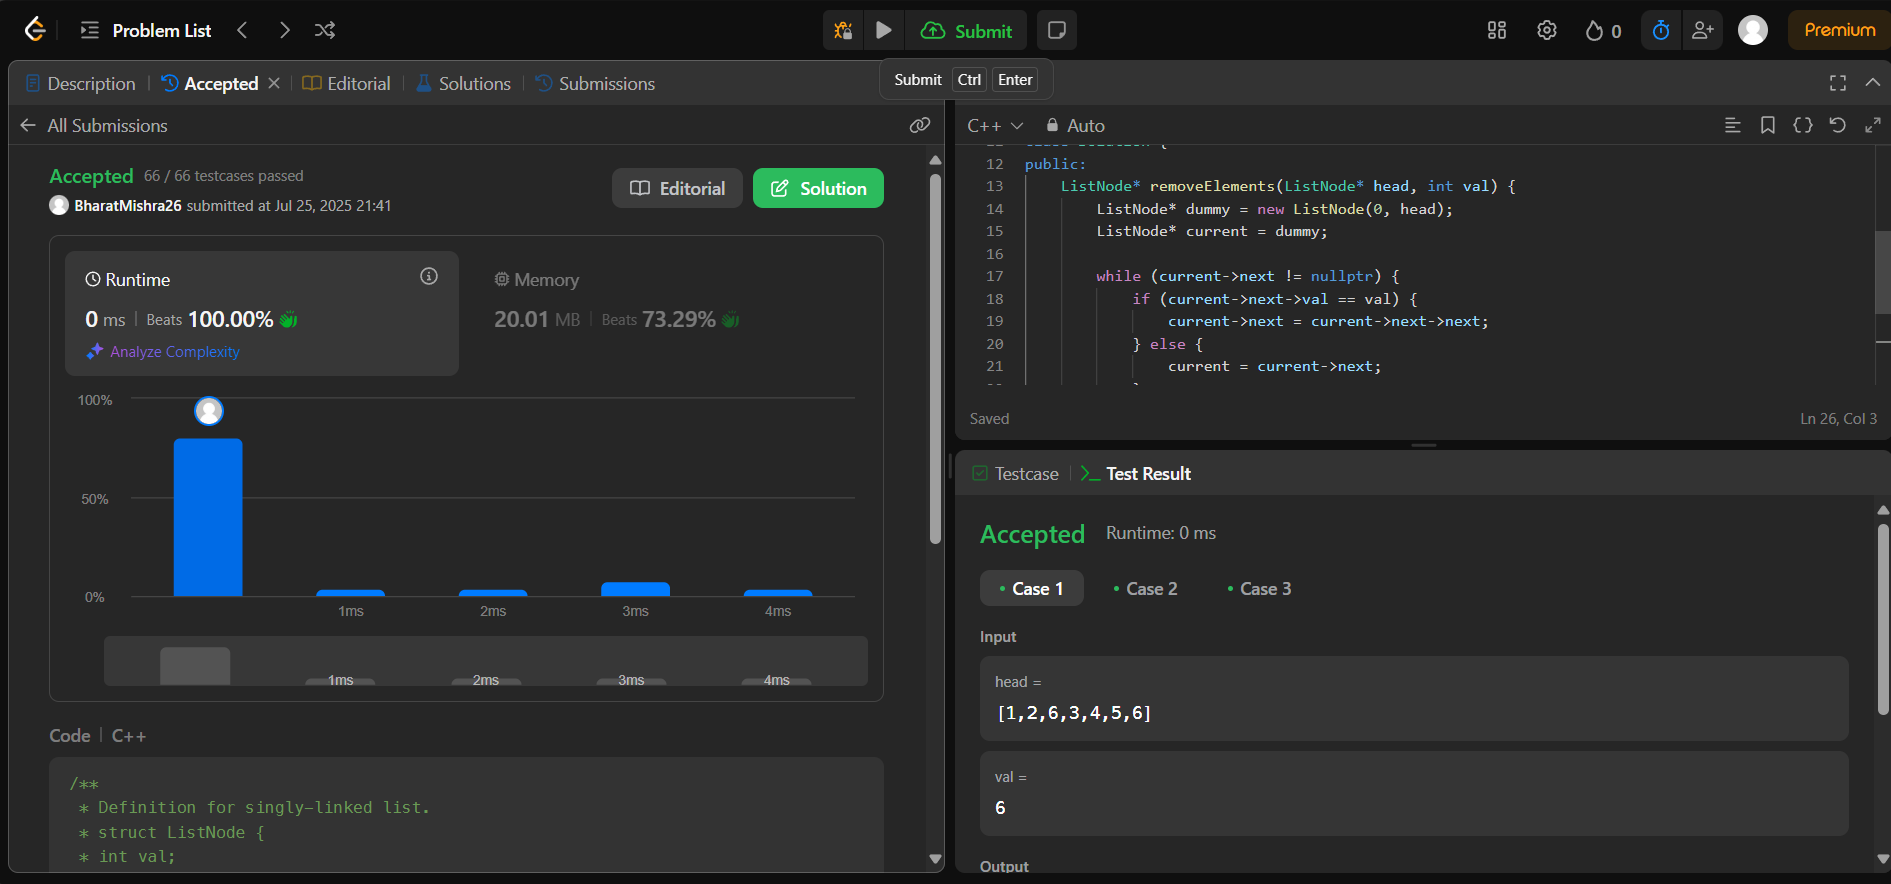 Problem List
Submit
0
Premium
Description
Accepted
Editorial
Solutions
Submissions
Submit Ctrl Enter
All Submissions
Accepted 66 / 66 testcases passed
BharatMishra26 submitted at Jul 25, 2025 21:41
Editorial
Solution
Runtime
0 ms | Beats 100.00%
Analyze Complexity
Memory
20.01 MB | Beats 73.29%
100%
50%
0%
1ms 2ms 3ms 4ms
1ms 2ms 3ms 4ms
Code | C++
/**
* Definition for singly-linked list.
* struct ListNode {
* int val;
C++ Auto
12 public:
13 ListNode* removeElements(ListNode* head, int val) {
14 ListNode* dummy = new ListNode(0, head);
15 ListNode* current = dummy;
16
17 while (current->next != nullptr) {
18 if (current->next->val == val) {
19 current->next = current->next->next;
20 } else {
21 current = current->next;
Saved
Ln 26, Col 3
Testcase
>_ Test Result
Accepted Runtime: 0 ms
Case 1 Case 2 Case 3
Input
head =
[1,2,6,3,4,5,6]
val =
6
Output